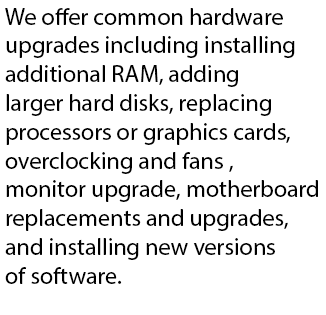 We offer common hardware
upgrades including installing
additional RAM, adding
larger hard disks, replacing
processors or graphics cards,
overclocking and fans ,
monitor upgrade, motherboard
replacements and upgrades,
and installing new versions
of software.